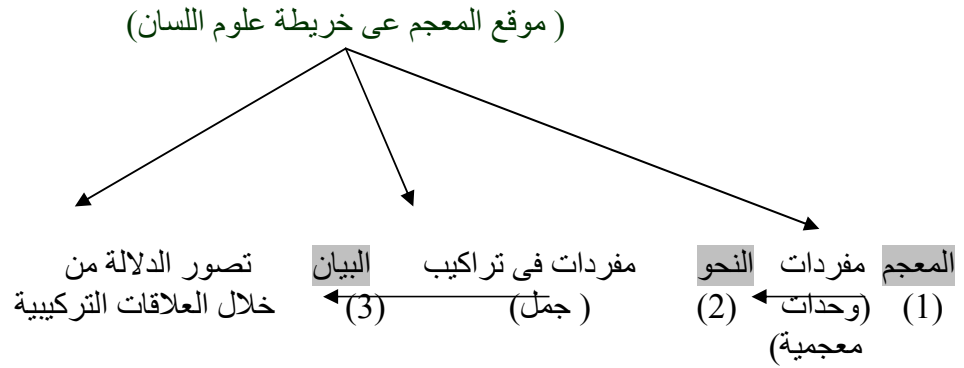 ( موقع المعجم عى خريطة علوم اللسان)
المعجم مفردات النحو مفردات فى تراكيب البيان تصور الدلالة من
(1) (وحدات (2) ( جمل) (3) خلال العلاقات التركيبية
معجمية)